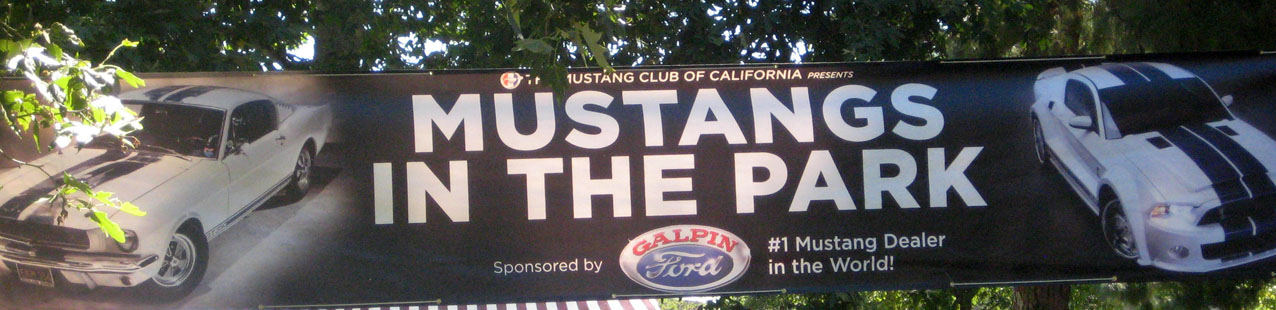 MUSTANG CLUB OF CALIFORNIA PRESENTS
MUSTANGS
IN THE PARK
Sponsored by
GALPIN
Ford
#1 Mustang Dealer
in the World!